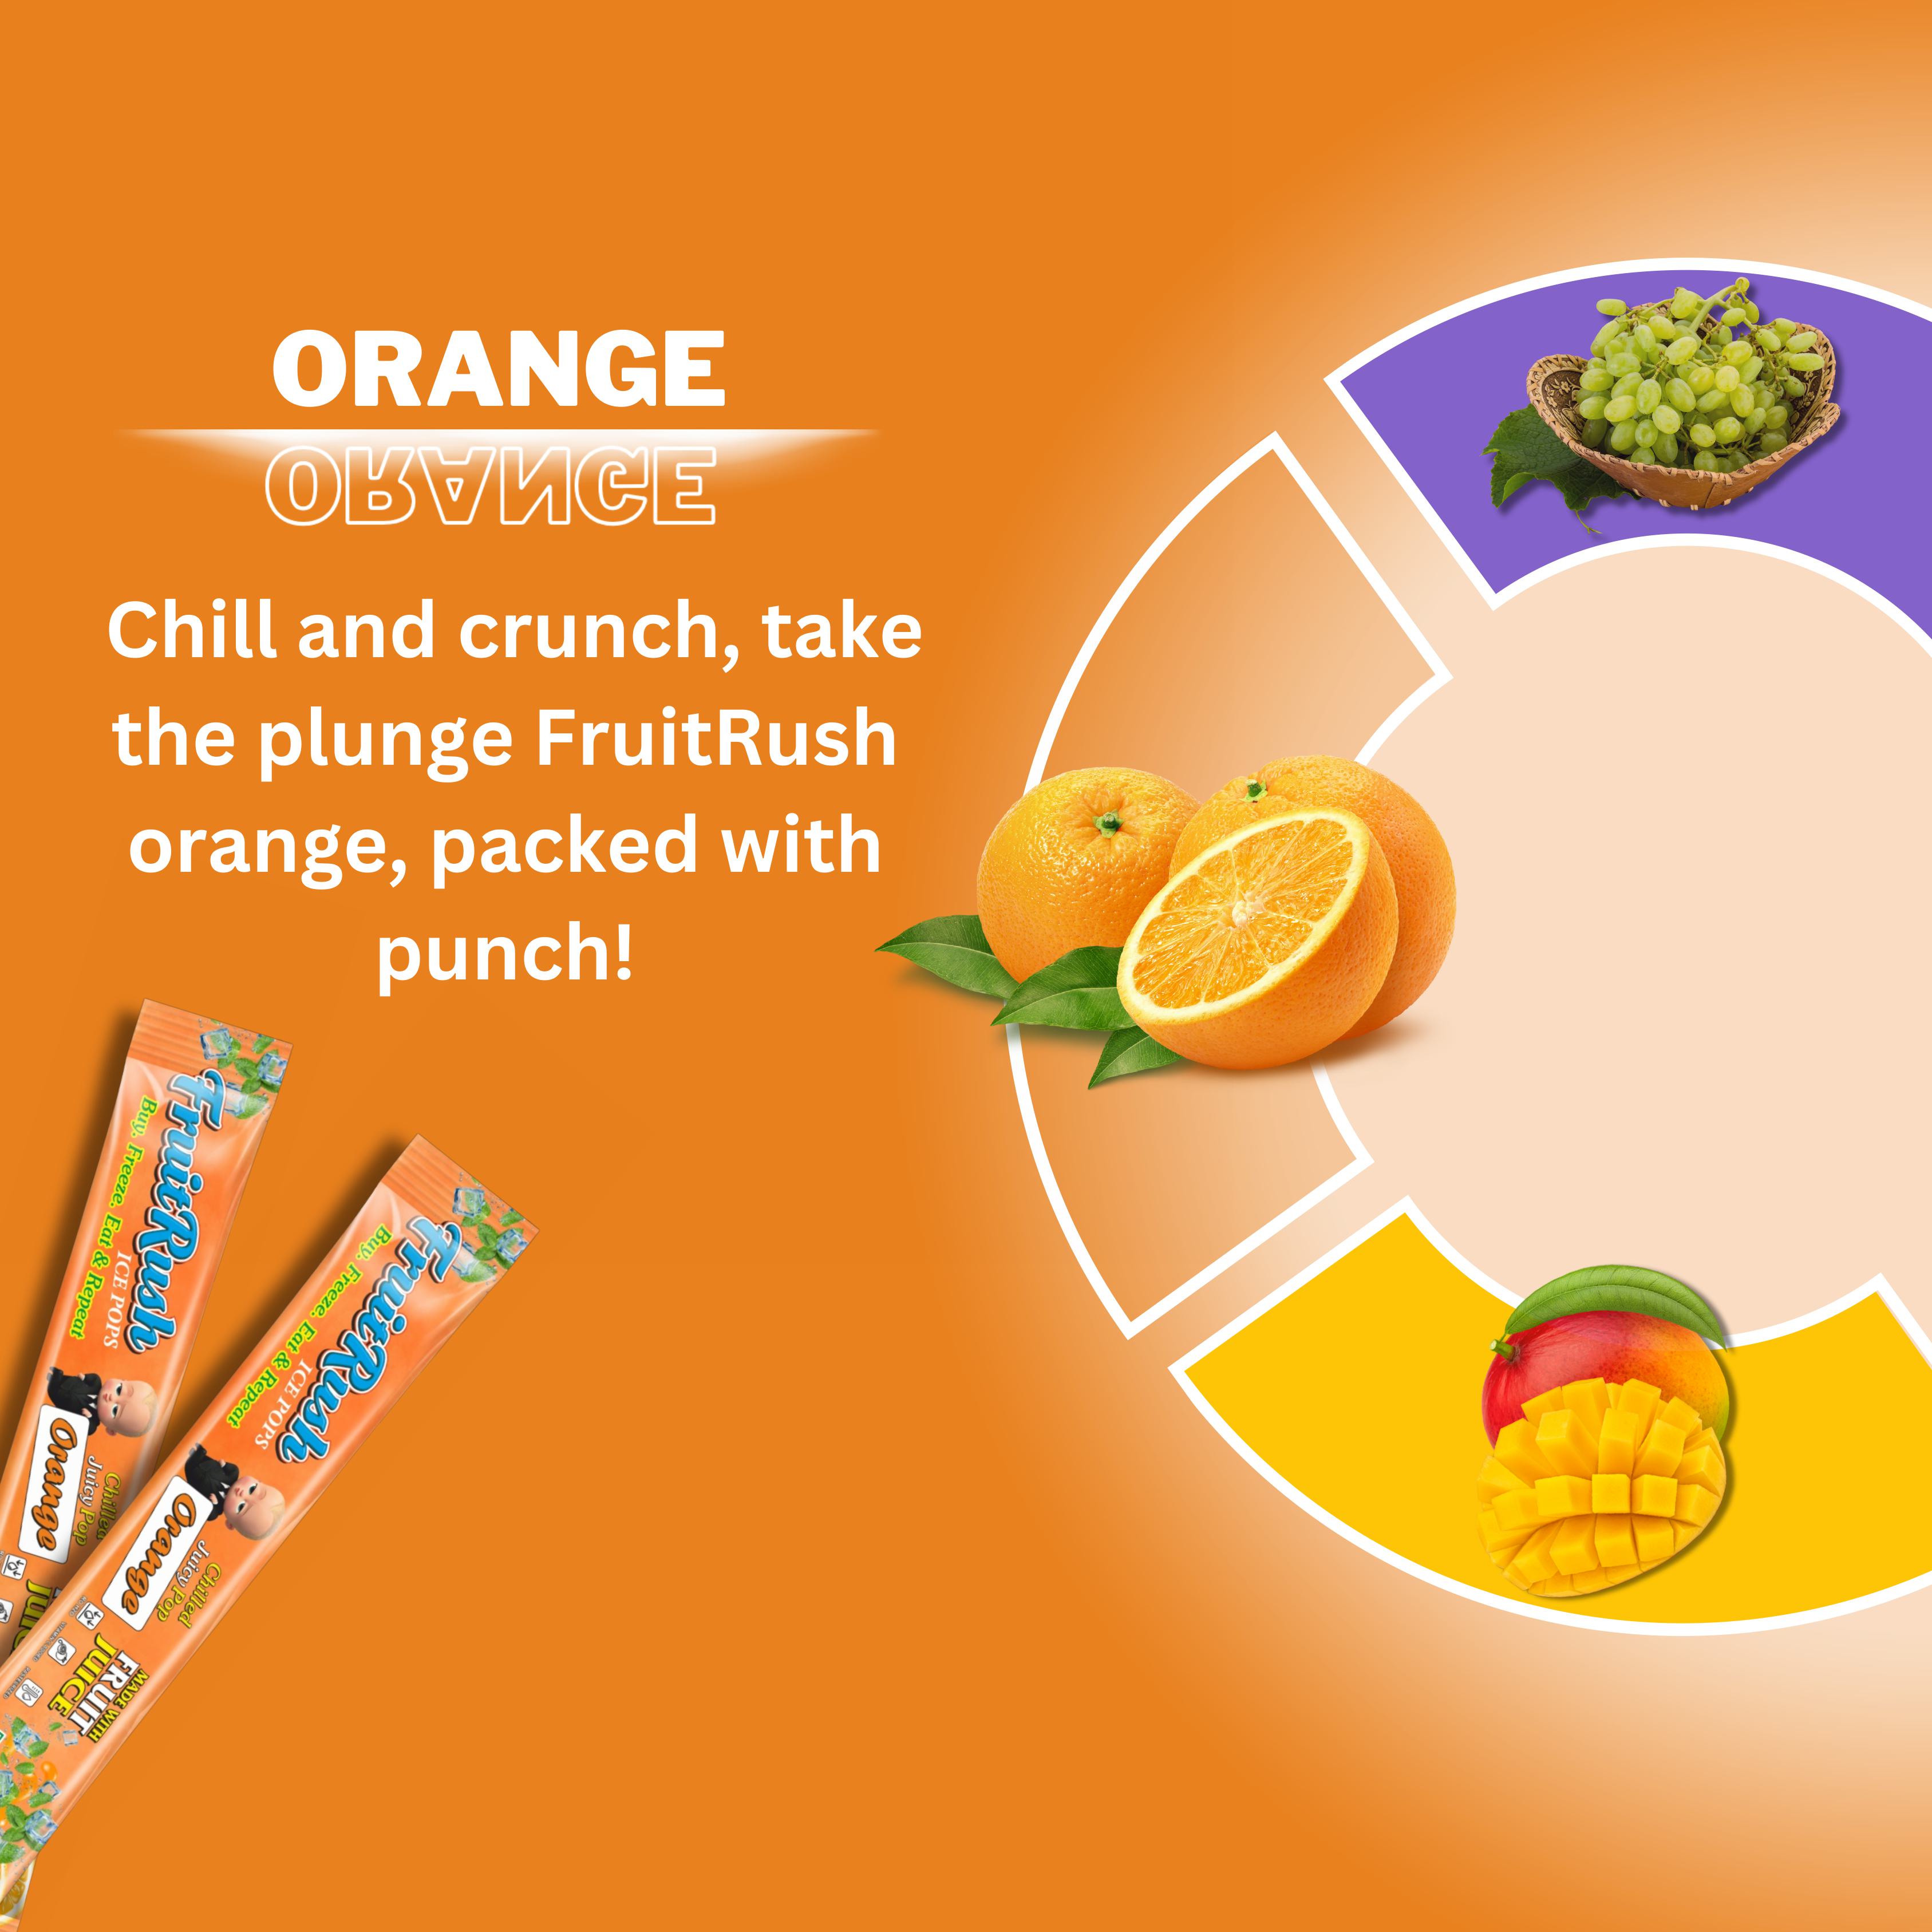 ORANGE
ORANGE
Chill and crunch, take
the plunge FruitRush
orange, packed with
punch!
FruitRush
Buy. Freeze. Eat & Repeat
ICE POPS
Orange
Chilled
Juicy Pop
FruitRush
Buy. Freeze. Eat & Repeat
ICE POPS
Orange
Chilled
Juicy Pop
MADE WITH
FRUIT
JUICE